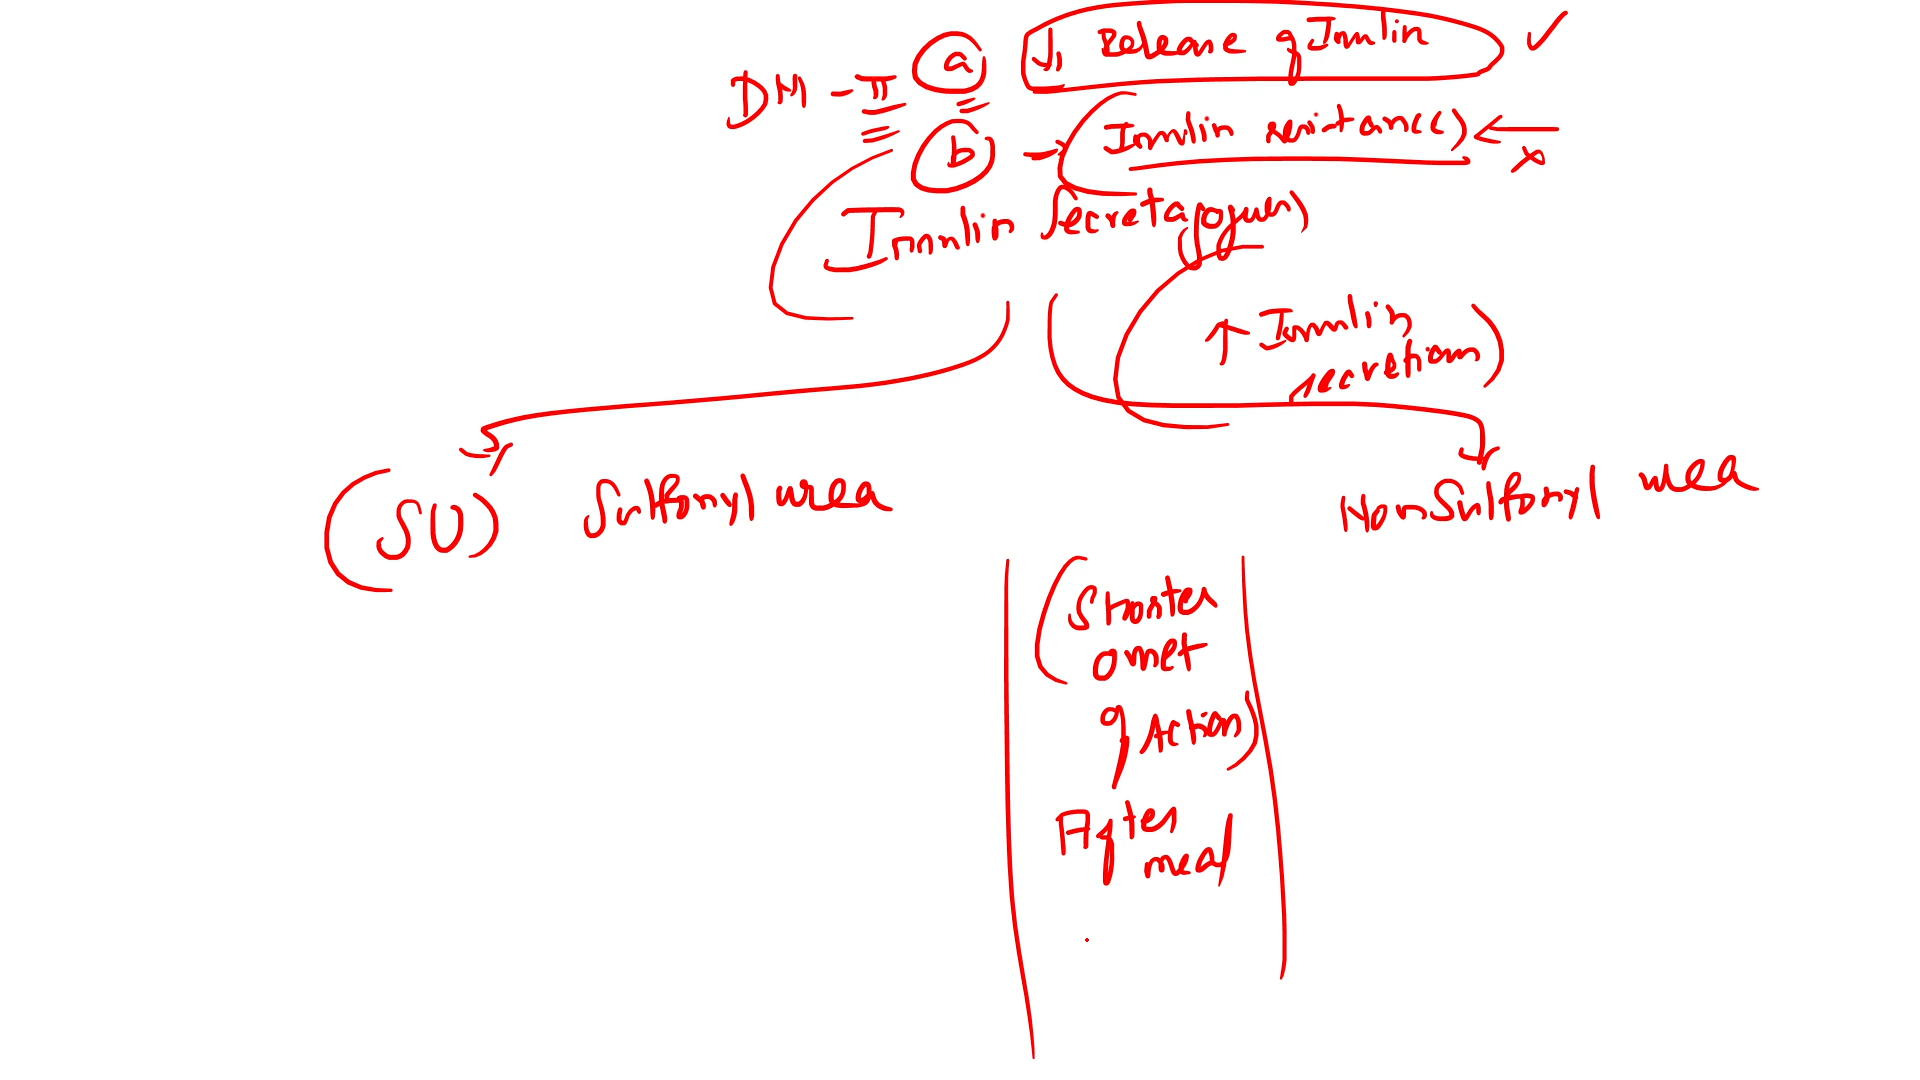 DM - II
a ↓ Release of Insulin ✓
b → Insulin resistance) ← x
Insulin Secretagogues)
↑ Insulin
secretions)
(SU) Sulfonyl urea
Non Sulfonyl urea
(Shorter
onset
of Action)
After
meal